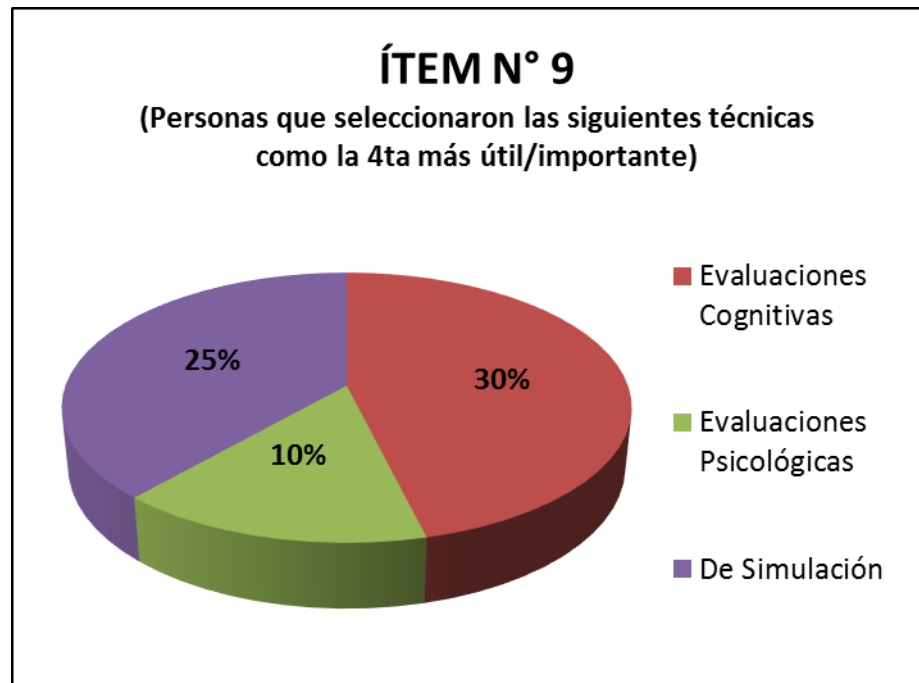 ÍTEM N° 9
(Personas que seleccionaron las siguientes técnicas
como la 4ta más útil/importante)
25%
30%
10%
Evaluaciones
Cognitivas
Evaluaciones
Psicológicas
De Simulación